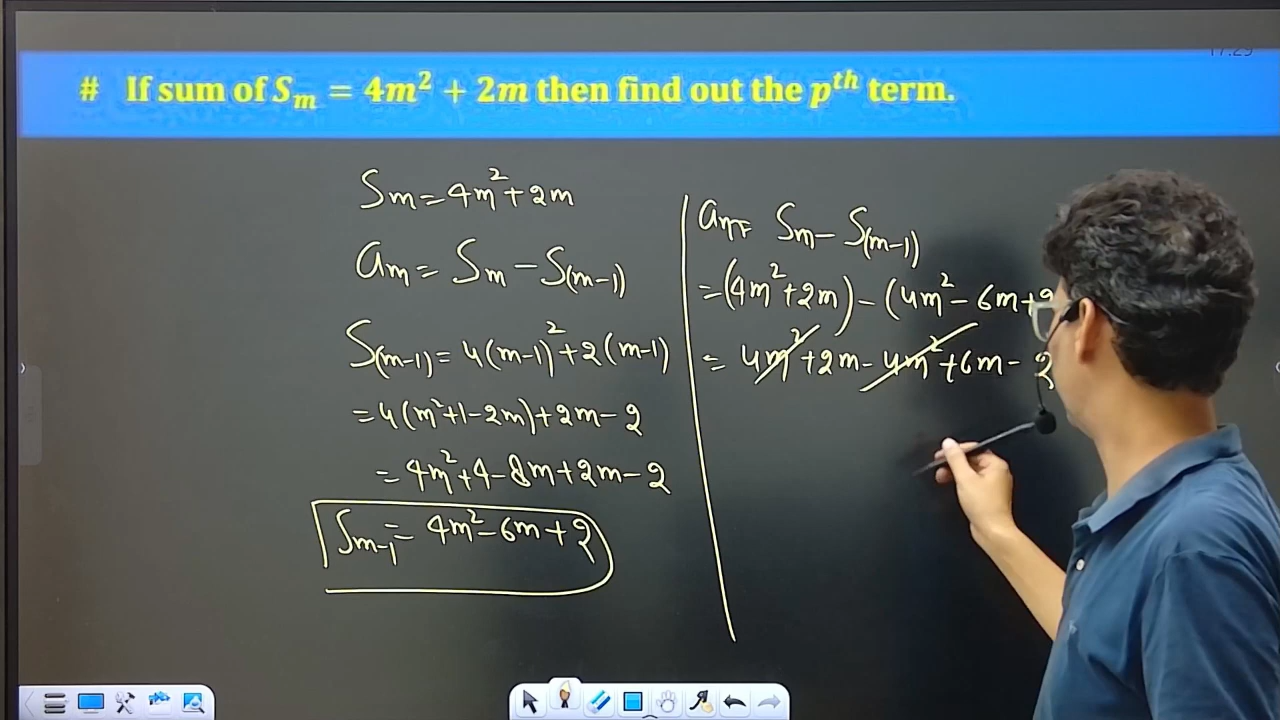 # If sum of Sₘ = 4m² + 2m then find out the pᵗʰ term.
Sm = 4m² + 2m
am = Sm - S(m-1)
S(m-1) = 4(m-1)² + 2(m-1)
= 4(m²+1-2m)+2m-2
= 4m²+4-8m+2m-2
Sm-1 = 4m²-6m+2
am= Sm - S(m-1)
= (4m²+2m) - (4m² - 6m+2
= 4m²+2m-4m²+6m-2